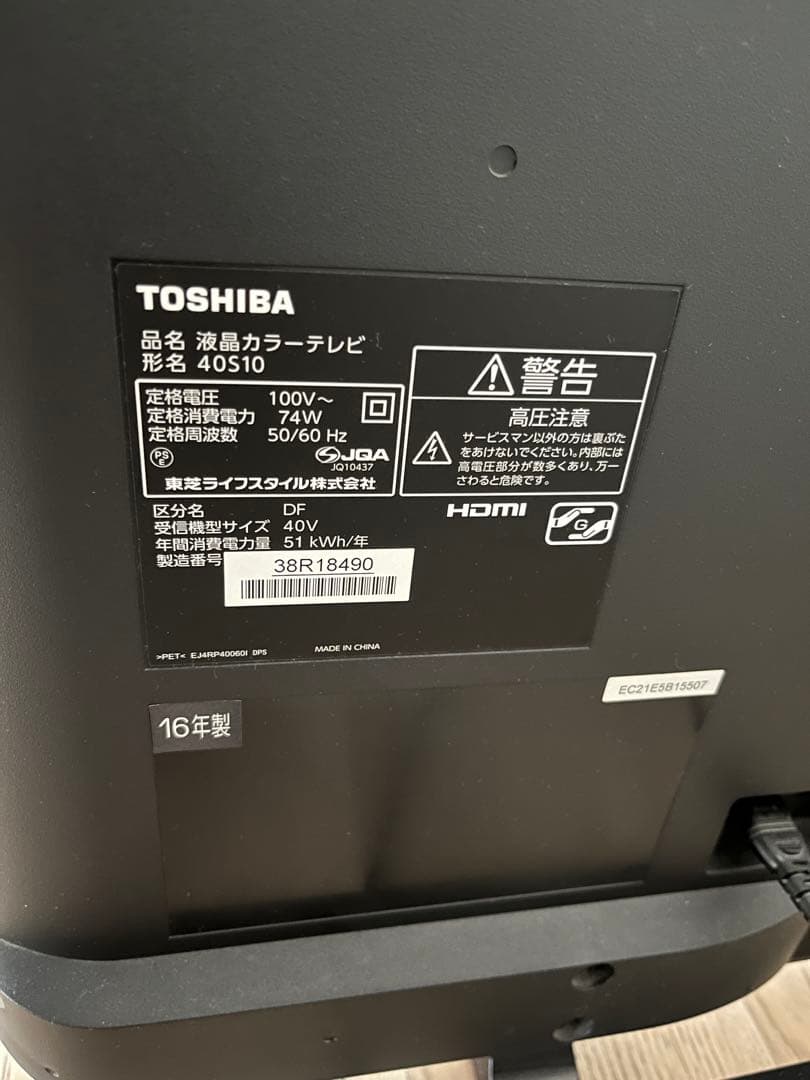 TOSHIBA
品名 液晶カラーテレビ
形名 40S10
定格電圧 100V～
定格消費電力 74W
定格周波数 50/60 Hz
PS
E
JQA
JQ10437
東芝ライフスタイル株式会社
警告
高圧注意
サービスマン以外の方は裏ぶた
をあけないでください。内部には
高電圧部分が数多くあり、万一
さわると危険です。
区分名 DF
受信機型サイズ 40V
年間消費電力量 51 kWh/年
製造番号
38R18490
HDMI
G
>PET< EJ4RP40060I DPS
MADE IN CHINA
EC21E5B15507
16年製